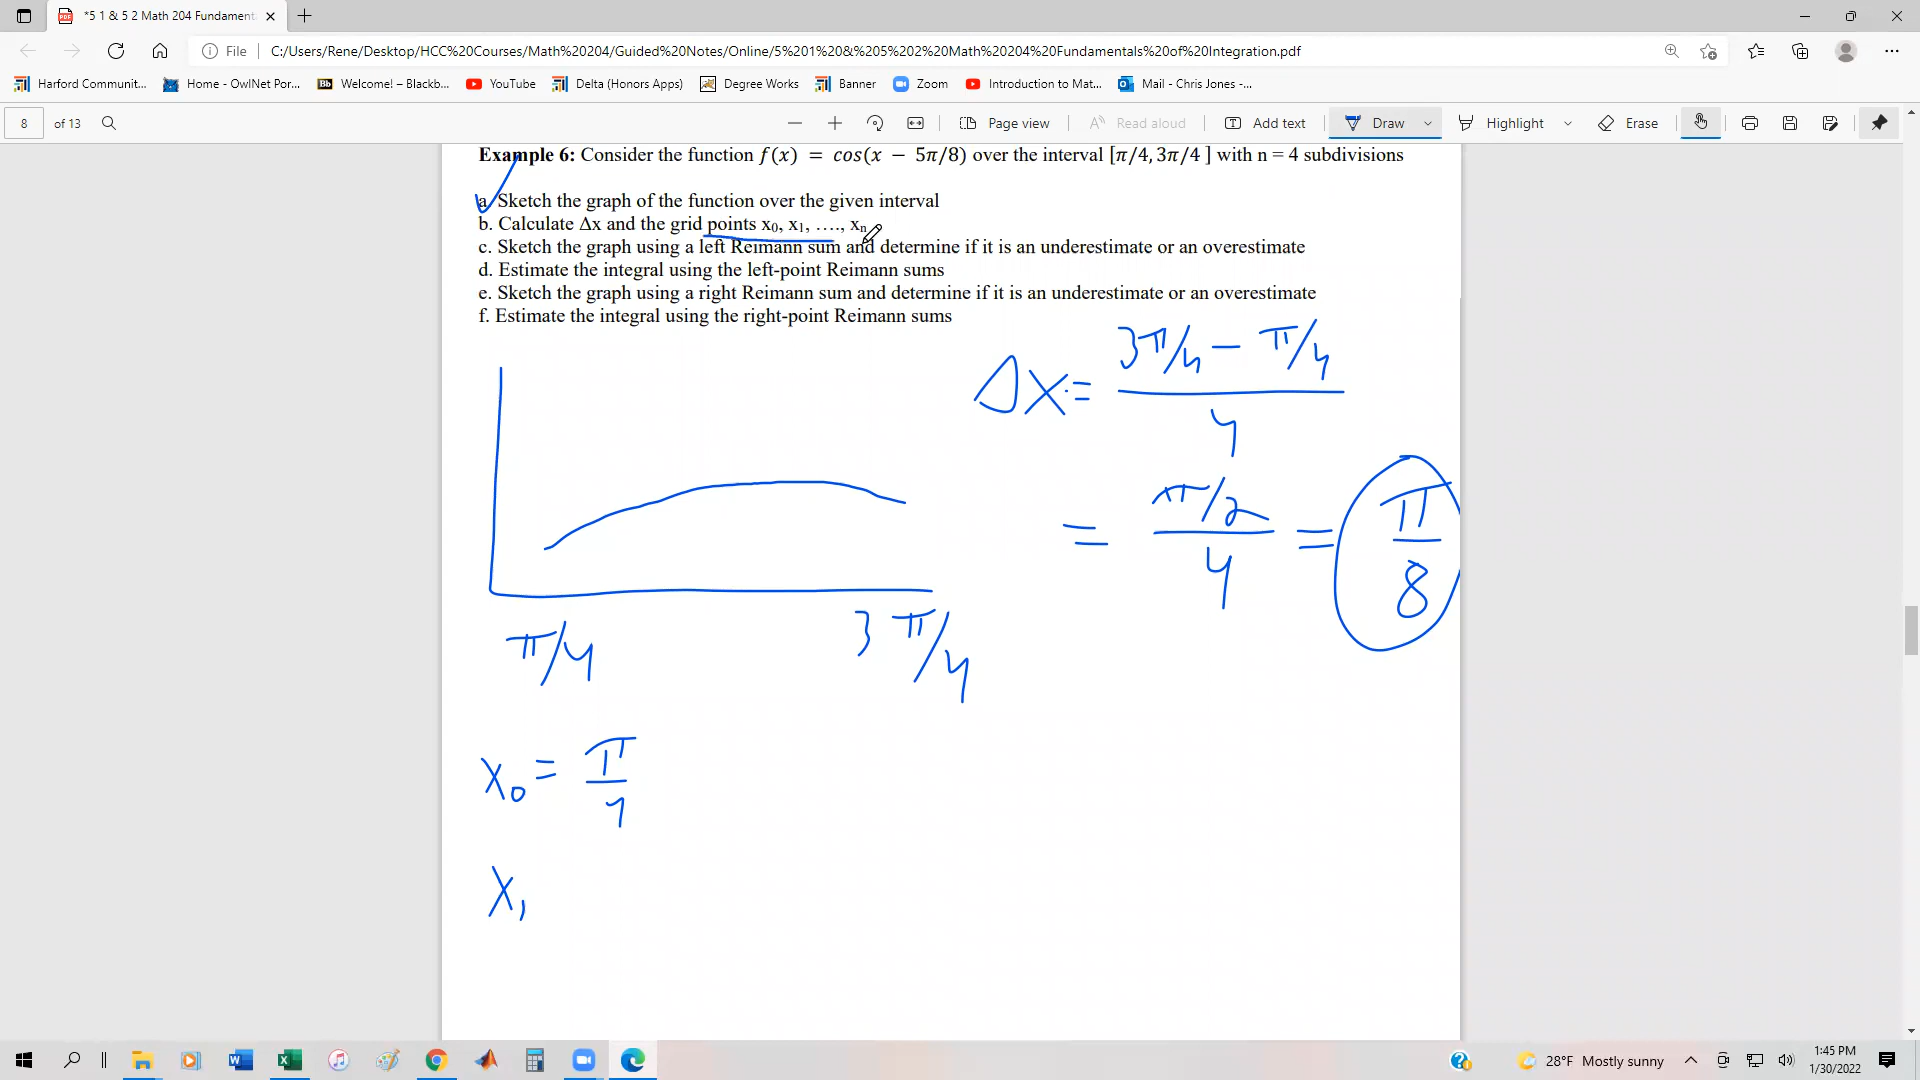 *5 1 & 5 2 Math 204 Fundament
File C:/Users/Rene/Desktop/HCC%20Courses/Math%20204/Guided%20Notes/Online/5%201%20&%205%202%20Math%20204%20Fundamentals%20of%20Integration.pdf
Harford Communit... Home - OwlNet Por... Bb Welcome! – Blackb... YouTube Delta (Honors Apps) Degree Works Banner Zoom Introduction to Mat... Mail - Chris Jones -...
8 of 13 Page view Read aloud Add text Draw Highlight Erase
Example 6: Consider the function f(x) = cos(x − 5π/8) over the interval [π/4, 3π/4 ] with n = 4 subdivisions
a. Sketch the graph of the function over the given interval
b. Calculate Δx and the grid points x₀, x₁, …., xₙ
c. Sketch the graph using a left Reimann sum and determine if it is an underestimate or an overestimate
d. Estimate the integral using the left-point Reimann sums
e. Sketch the graph using a right Reimann sum and determine if it is an underestimate or an overestimate
f. Estimate the integral using the right-point Reimann sums
Δx = 3π/4 − π/4
4
= π/2 = π
4 8
π/4 3π/4
x₀ = π
4
x₁
28°F Mostly sunny
1:45 PM
1/30/2022